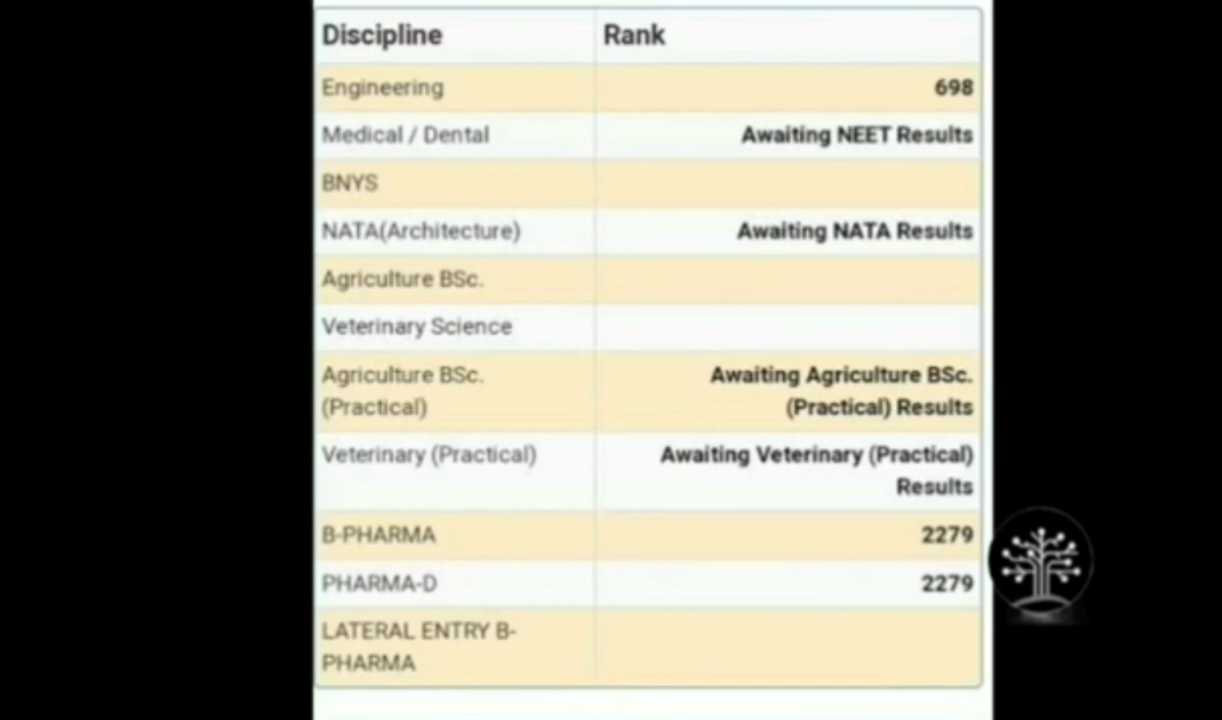 Discipline Rank
Engineering 698
Medical / Dental Awaiting NEET Results
BNYS
NATA(Architecture) Awaiting NATA Results
Agriculture BSc.
Veterinary Science
Agriculture BSc. Awaiting Agriculture BSc.
(Practical) (Practical) Results
Veterinary (Practical) Awaiting Veterinary (Practical)
Results
B-PHARMA 2279
PHARMA-D 2279
LATERAL ENTRY B-
PHARMA